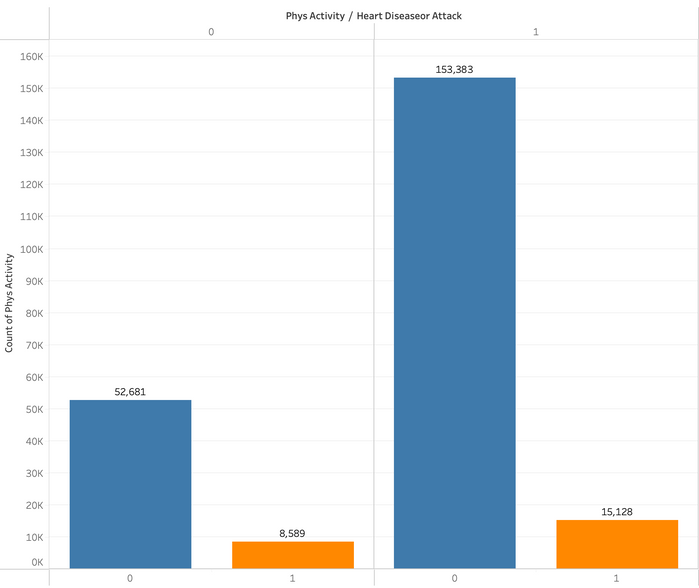 Phys Activity / Heart Diseaseor Attack
0 1
160K
150K
140K
130K
120K
110K
100K
90K
80K
70K
60K
50K
40K
30K
20K
10K
0K
Count of Phys Activity
52,681
8,589
153,383
15,128
0 1 0 1